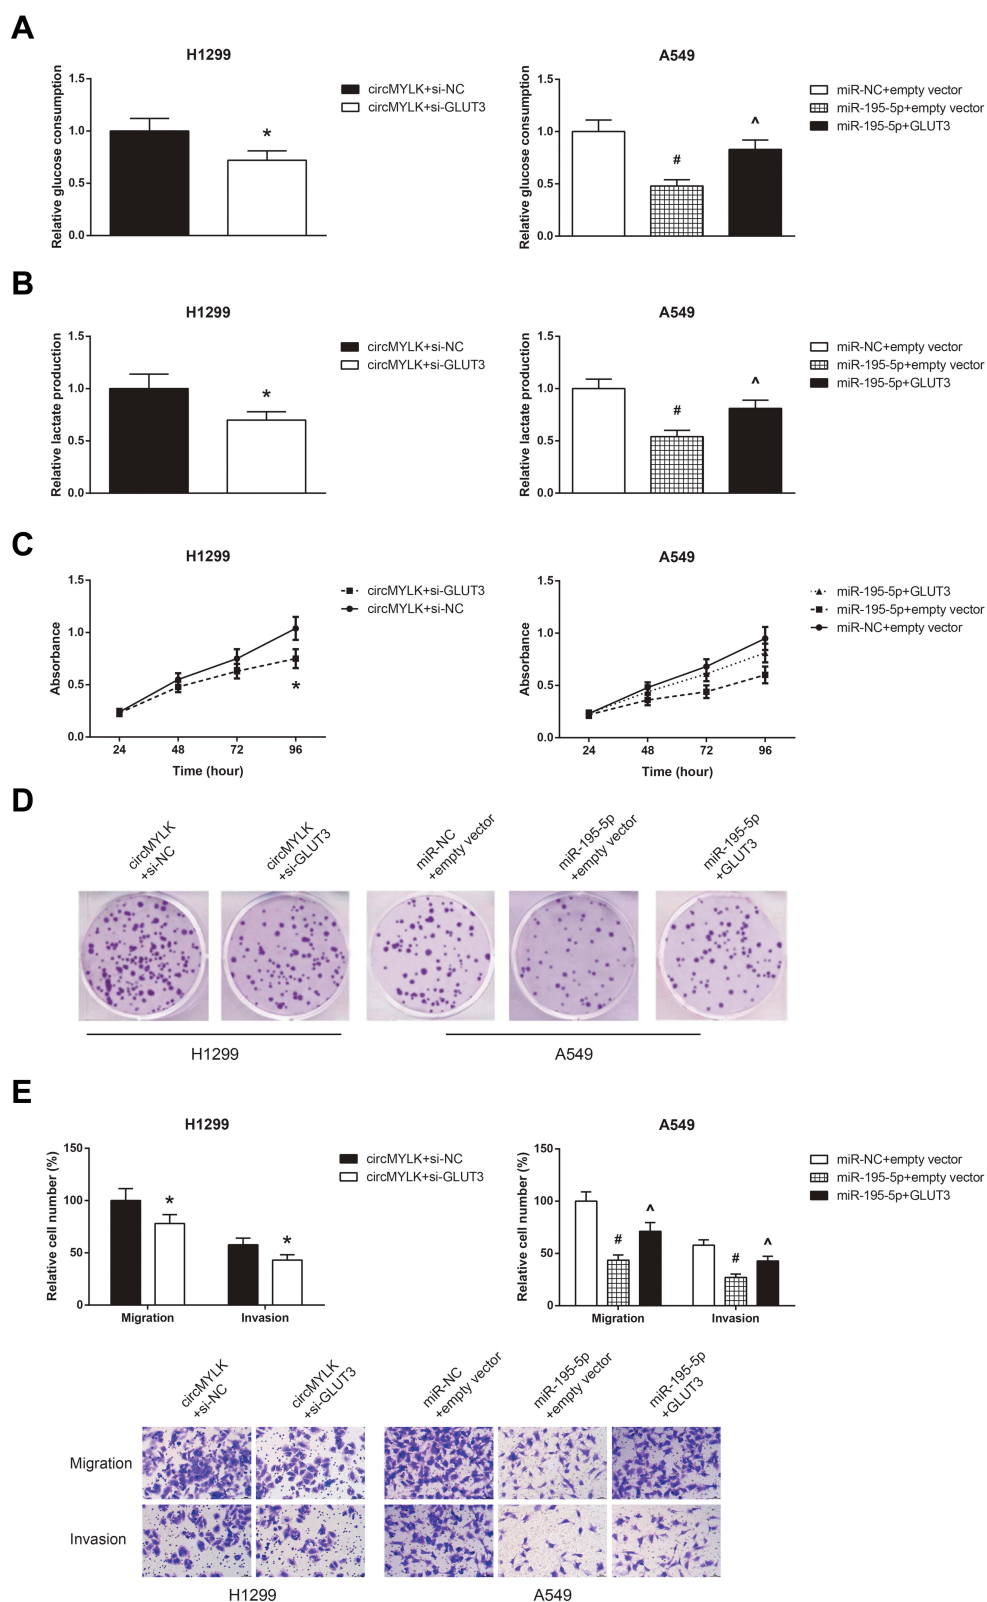 A
H1299
Relative glucose consumption
1.5
1.0
0.5
0.0
*
circMYLK+si-NC
circMYLK+si-GLUT3
A549
Relative glucose consumption
1.5
1.0
0.5
0.0
#
^
miR-NC+empty vector
miR-195-5p+empty vector
miR-195-5p+GLUT3
B
H1299
Relative lactate production
1.5
1.0
0.5
0.0
*
circMYLK+si-NC
circMYLK+si-GLUT3
A549
Relative lactate production
1.5
1.0
0.5
0.0
#
^
miR-NC+empty vector
miR-195-5p+empty vector
miR-195-5p+GLUT3
C
H1299
Absorbance
1.5
1.0
0.5
0.0
*
24 48 72 96
Time (hour)
circMYLK+si-GLUT3
circMYLK+si-NC
A549
Absorbance
1.5
1.0
0.5
0.0
24 48 72 96
Time (hour)
miR-195-5p+GLUT3
miR-195-5p+empty vector
miR-NC+empty vector
D
circMYLK
+si-NC
circMYLK
+si-GLUT3
miR-NC
+empty vector
miR-195-5p
+empty vector
miR-195-5p
+GLUT3
H1299
A549
E
H1299
Relative cell number (%)
150
100
50
0
*
*
Migration Invasion
circMYLK+si-NC
circMYLK+si-GLUT3
A549
Relative cell number (%)
150
100
50
0
#
^
#
^
Migration Invasion
miR-NC+empty vector
miR-195-5p+empty vector
miR-195-5p+GLUT3
circMYLK
+si-NC
circMYLK
+si-GLUT3
miR-NC
+empty vector
miR-195-5p
+empty vector
miR-195-5p
+GLUT3
Migration
Invasion
H1299
A549